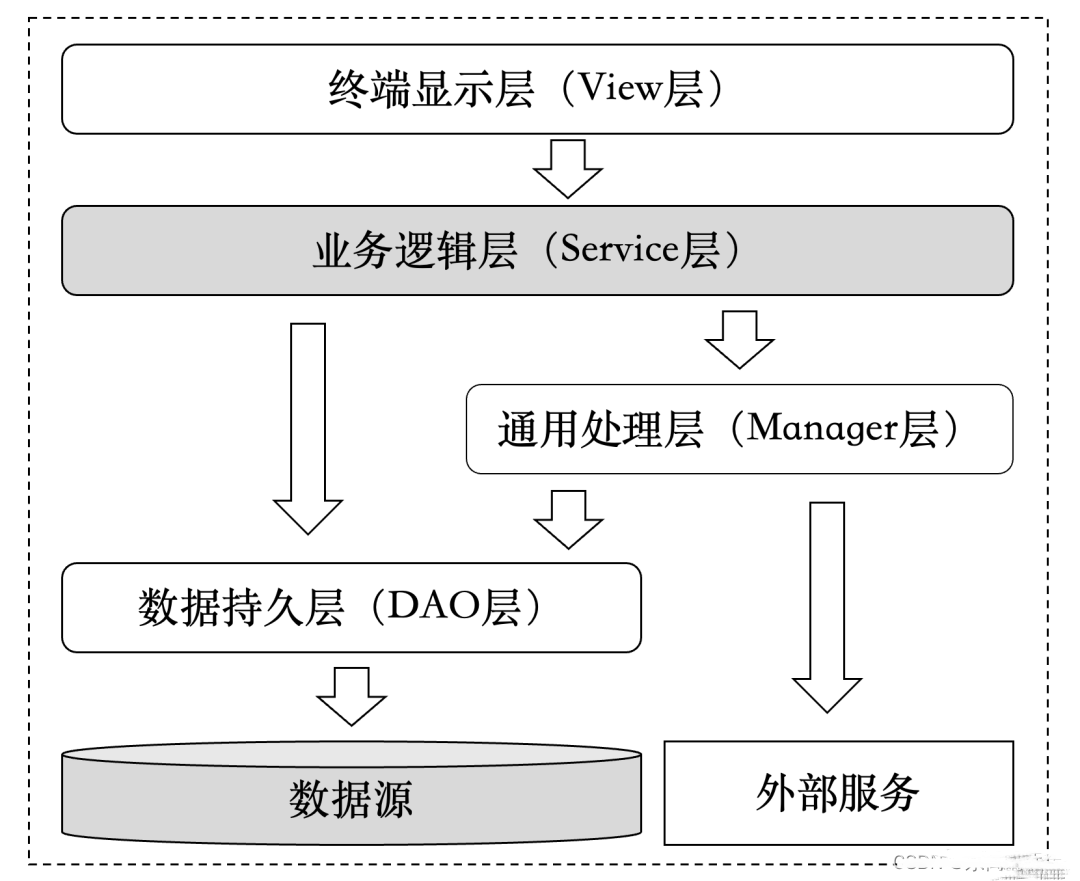 终端显示层（View层）
业务逻辑层（Service层）
通用处理层（Manager层）
数据持久层（DAO层）
数据源
外部服务